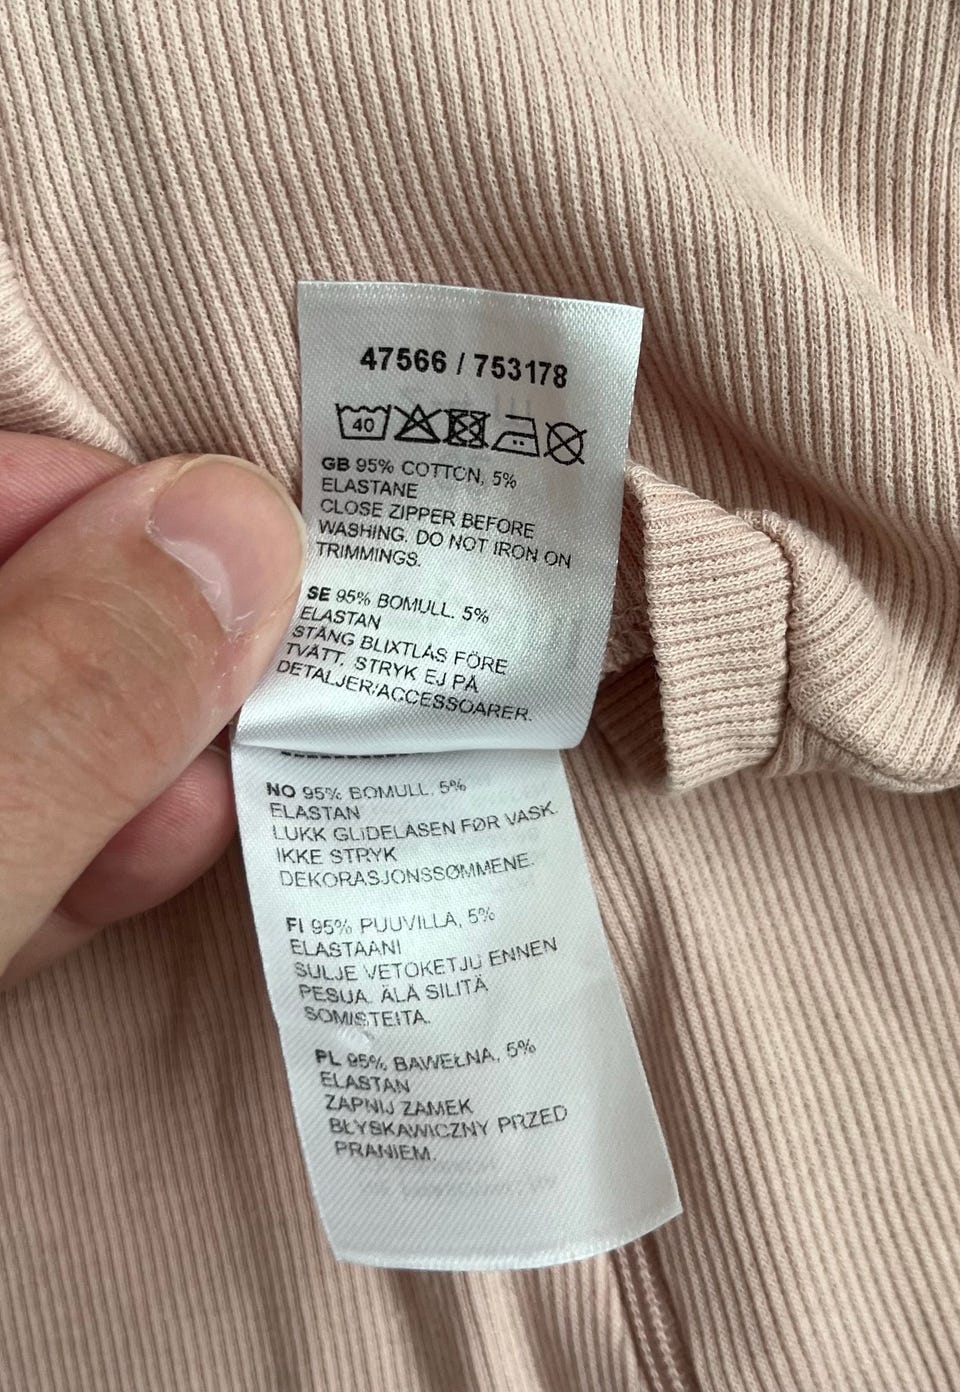 47566 / 753178
40
GB 95% COTTON, 5%
ELASTANE
CLOSE ZIPPER BEFORE
WASHING. DO NOT IRON ON
TRIMMINGS.
SE 95% BOMULL. 5%
ELASTAN
STÄNG BLIXTLÅS FÖRE
TVÄTT. STRYK EJ PÅ
DETALJER/ACCESSOARER.
NO 95% BOMULL. 5%
ELASTAN
LUKK GLIDELÅSEN FØR VASK.
IKKE STRYK
DEKORASJONSSØMMENE.
FI 95% PUUVILLA, 5%
ELASTAANI
SULJE VETOKETJU ENNEN
PESUA. ÄLÄ SILITÄ
SOMISTEITA.
PL 95% BAWEŁNA, 5%
ELASTAN
ZAPNIJ ZAMEK
BŁYSKAWICZNY PRZED
PRANIEM.